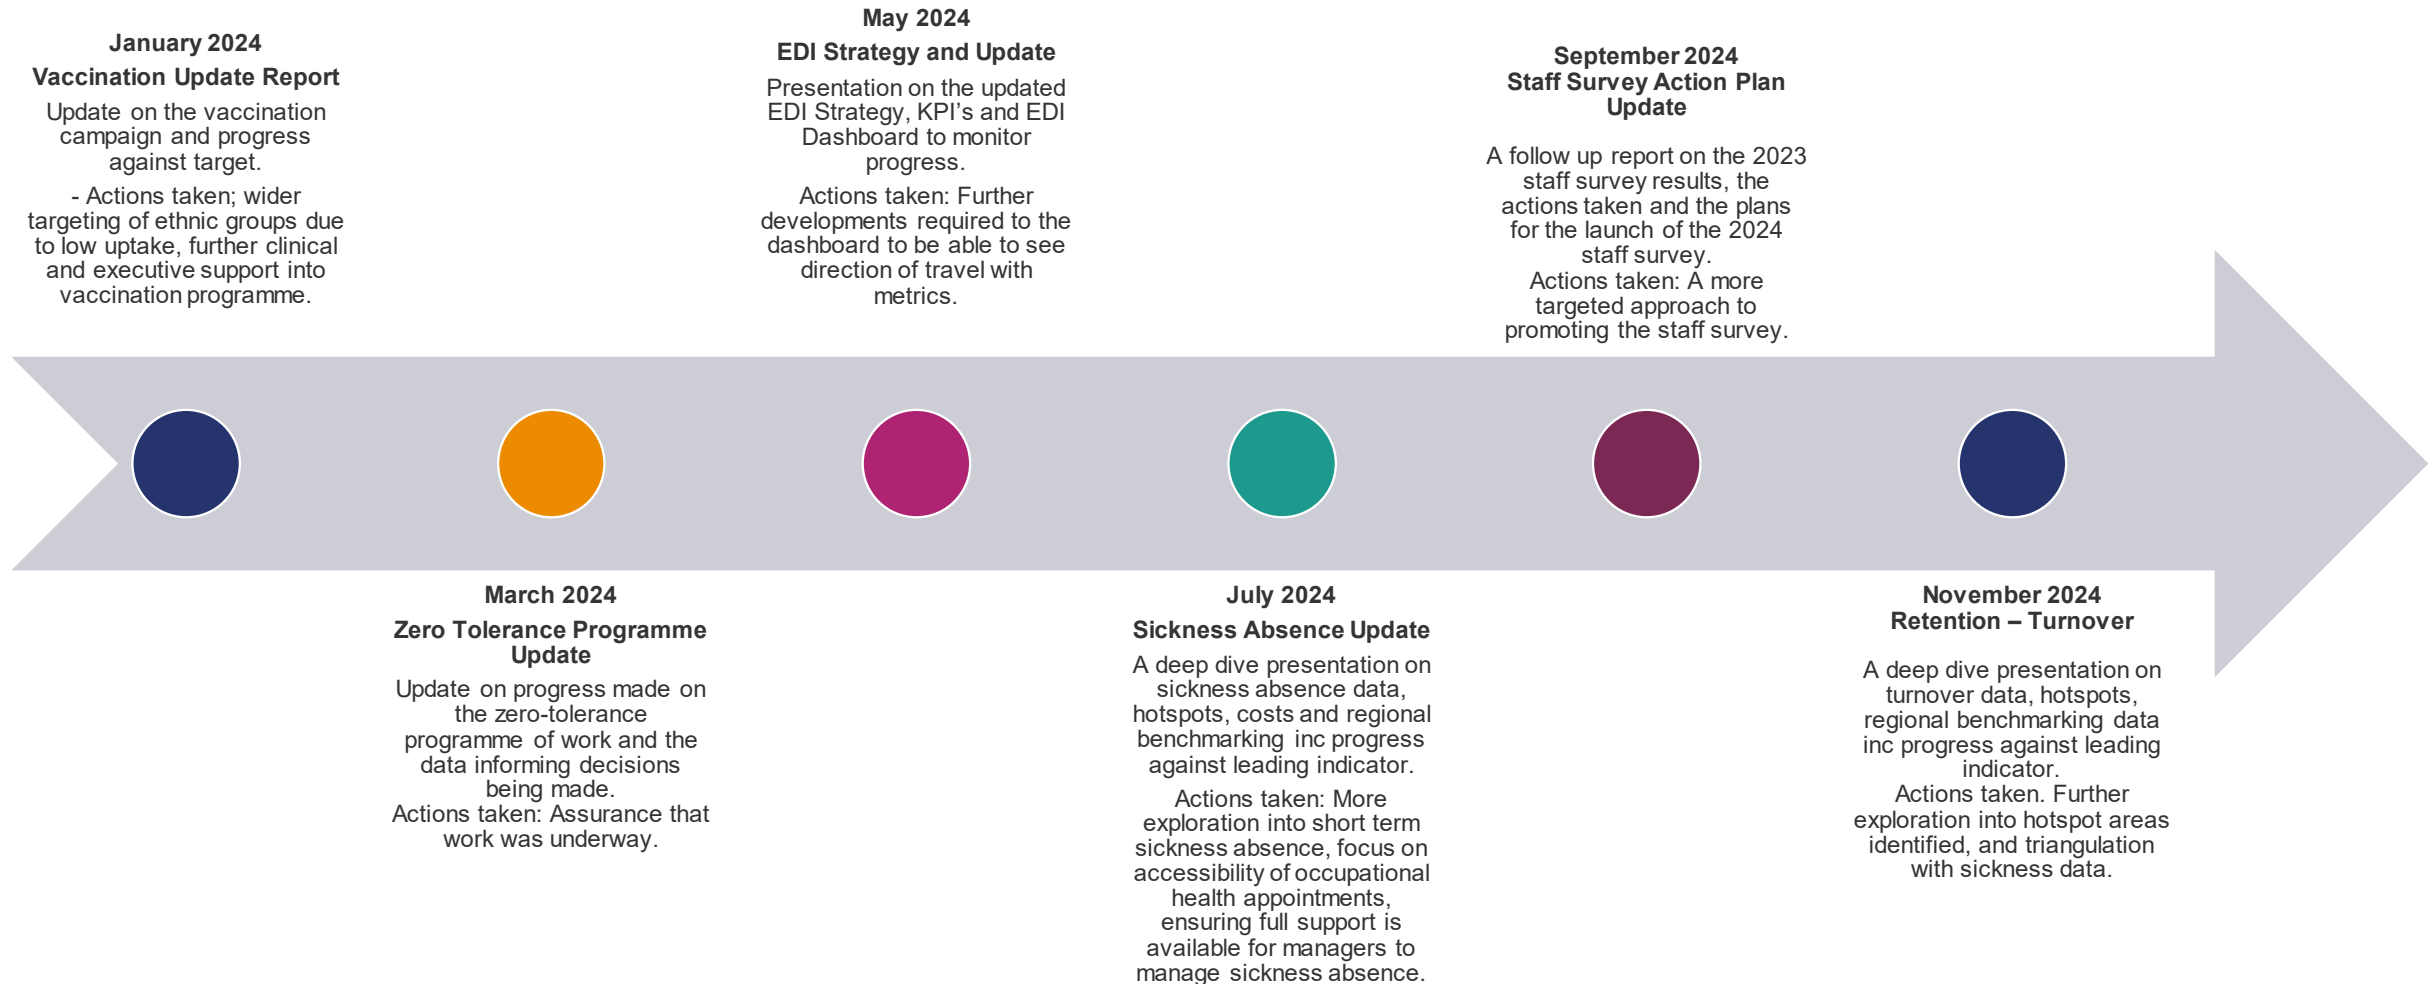 January 2024
Vaccination Update Report
Update on the vaccination
campaign and progress
against target.
- Actions taken; wider
targeting of ethnic groups due
to low uptake, further clinical
and executive support into
vaccination programme.
March 2024
Zero Tolerance Programme
Update
Update on progress made on
the zero-tolerance
programme of work and the
data informing decisions
being made.
Actions taken: Assurance that
work was underway.
May 2024
EDI Strategy and Update
Presentation on the updated
EDI Strategy, KPI's and EDI
Dashboard to monitor
progress.
Actions taken: Further
developments required to the
dashboard to be able to see
direction of travel with
metrics.
July 2024
Sickness Absence Update
A deep dive presentation on
sickness absence data,
hotspots, costs and regional
benchmarking inc progress
against leading indicator.
Actions taken: More
exploration into short term
sickness absence, focus on
accessibility of occupational
health appointments,
ensuring full support is
available for managers to
manage sickness absence.
September 2024
Staff Survey Action Plan
Update
A follow up report on the 2023
staff survey results, the
actions taken and the plans
for the launch of the 2024
staff survey.
Actions taken: A more
targeted approach to
promoting the staff survey.
November 2024
Retention – Turnover
A deep dive presentation on
turnover data, hotspots,
regional benchmarking data
inc progress against leading
indicator.
Actions taken. Further
exploration into hotspot areas
identified, and triangulation
with sickness data.